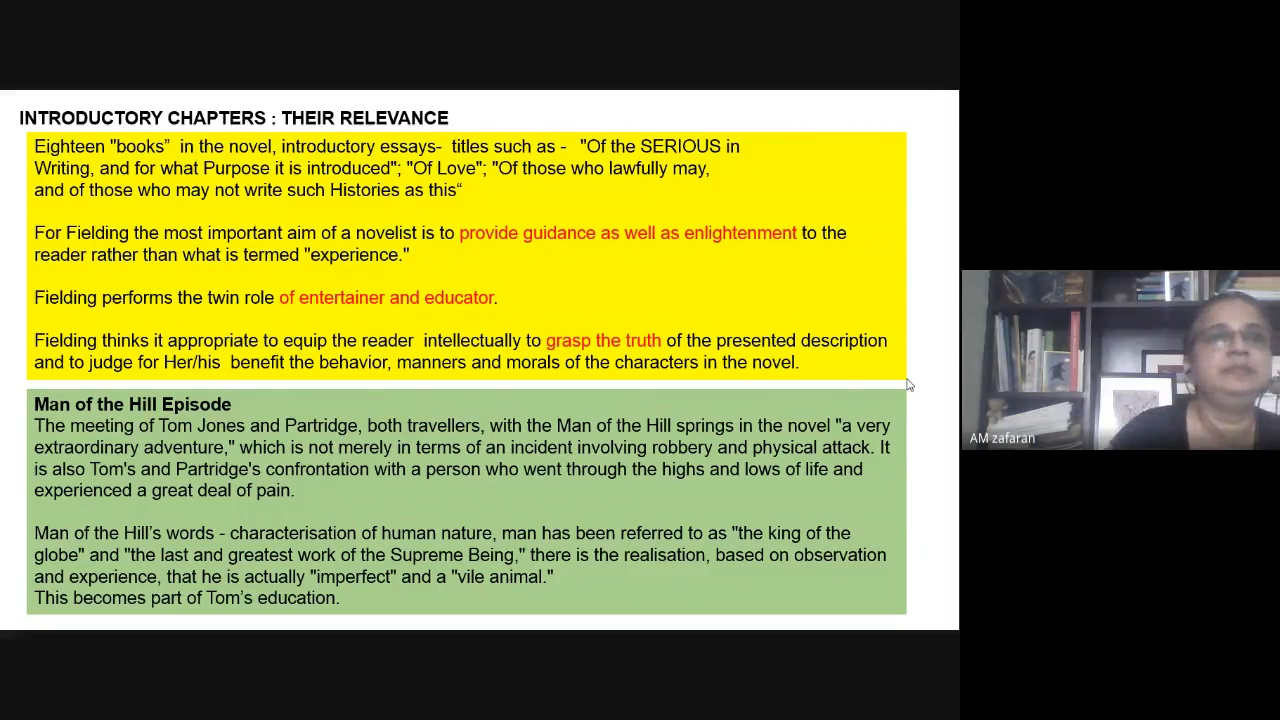 INTRODUCTORY CHAPTERS : THEIR RELEVANCE
Eighteen "books”  in the novel, introductory essays-  titles such as -   "Of the SERIOUS in
Writing, and for what Purpose it is introduced"; "Of Love"; "Of those who lawfully may,
and of those who may not write such Histories as this“
For Fielding the most important aim of a novelist is to provide guidance as well as enlightenment to the
reader rather than what is termed "experience."
Fielding performs the twin role of entertainer and educator.
Fielding thinks it appropriate to equip the reader  intellectually to grasp the truth of the presented description
and to judge for Her/his  benefit the behavior, manners and morals of the characters in the novel.
Man of the Hill Episode
The meeting of Tom Jones and Partridge, both travellers, with the Man of the Hill springs in the novel "a very
extraordinary adventure," which is not merely in terms of an incident involving robbery and physical attack. It
is also Tom's and Partridge's confrontation with a person who went through the highs and lows of life and
experienced a great deal of pain.
Man of the Hill’s words - characterisation of human nature, man has been referred to as "the king of the
globe" and "the last and greatest work of the Supreme Being," there is the realisation, based on observation
and experience, that he is actually "imperfect" and a "vile animal."
This becomes part of Tom’s education.
AM zafaran